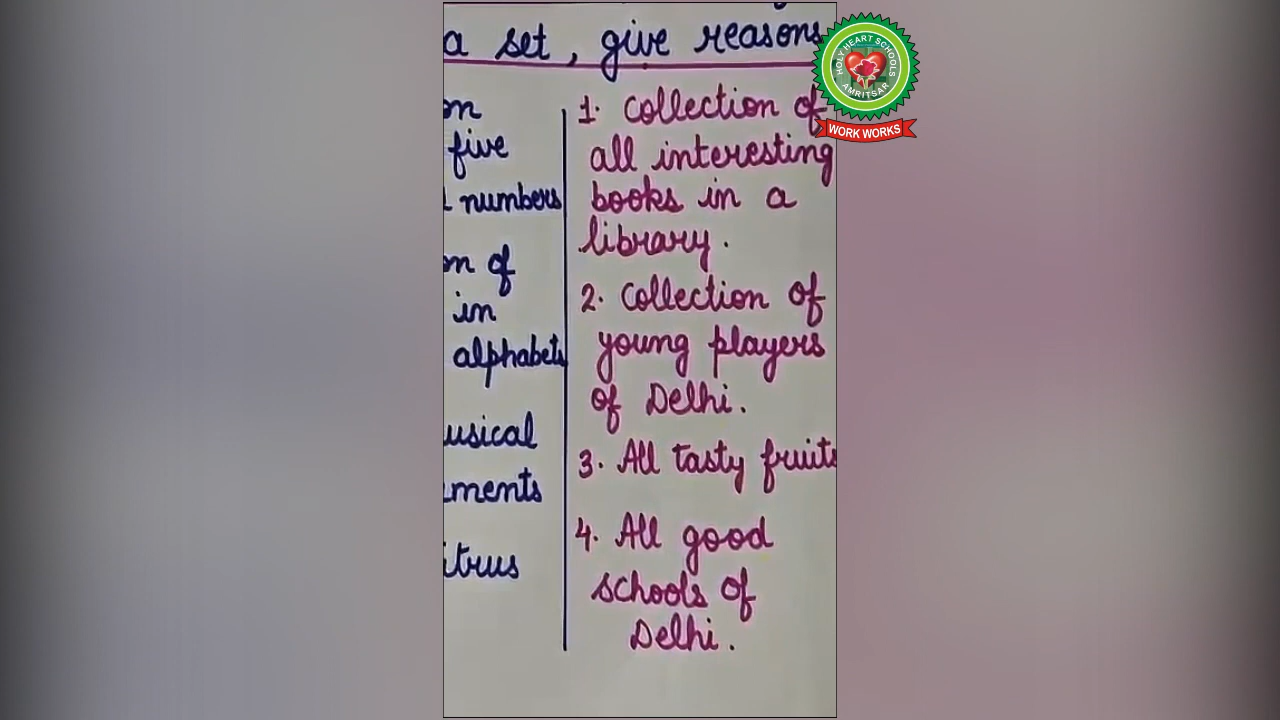 a set, give reasons
on
five
numbers
on of
in
alphabets
usical
ments
itrus
1. Collection of
all interesting
books in a
library.
2. Collection of
young players
of Delhi.
3. All tasty fruits
4. All good
schools of
Delhi.
HOLY HEART SCHOOLS
AMRITSAR
WORK WORKS